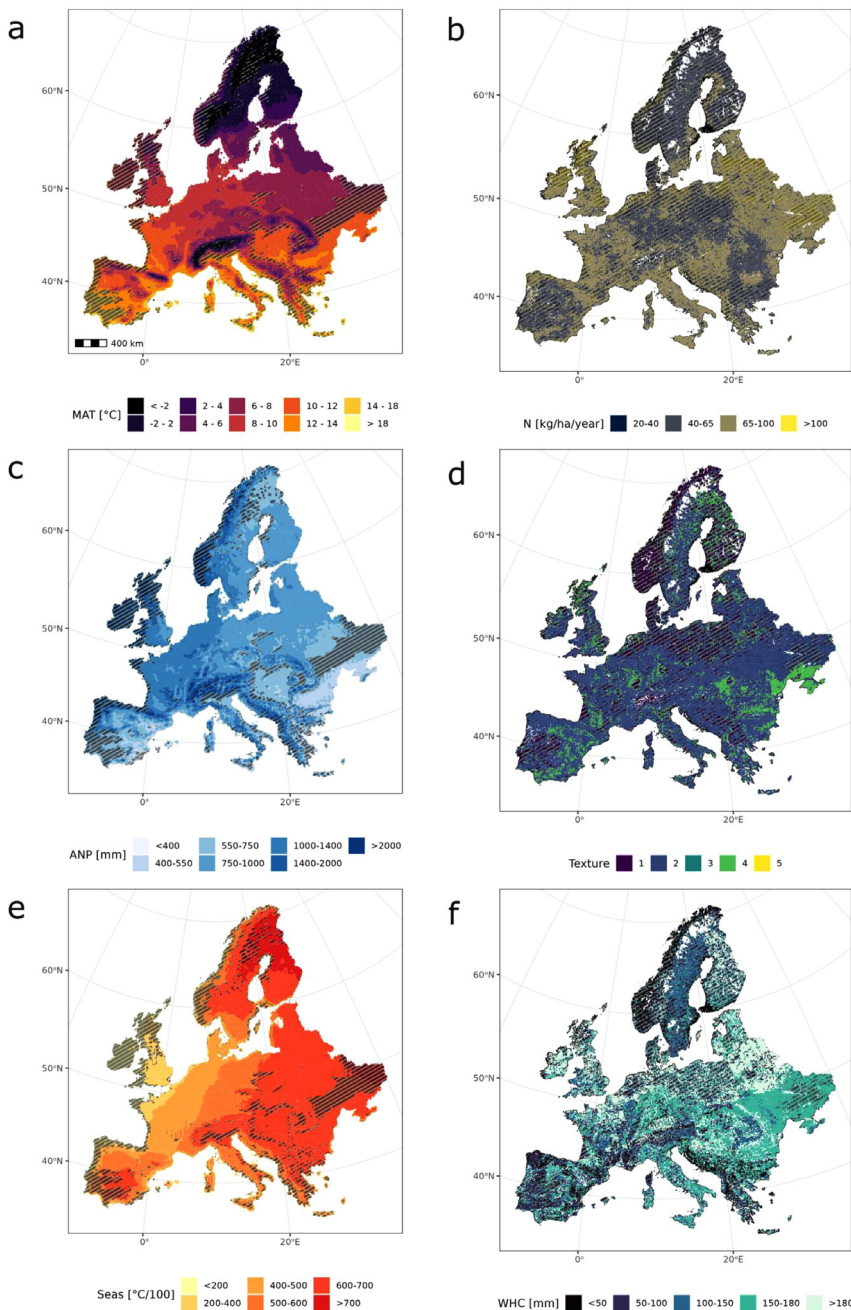 a
b
60°N
50°N
40°N
400 km
0°
20°E
60°N
50°N
40°N
0°
20°E
MAT [°C]
< -2
2 - 4
6 - 8
10 - 12
14 - 18
-2 - 2
4 - 6
8 - 10
12 - 14
> 18
N [kg/ha/year]
20-40
40-65
65-100
>100
c
d
60°N
50°N
40°N
0°
20°E
60°N
50°N
40°N
0°
20°E
ANP [mm]
<400
550-750
1000-1400
>2000
400-550
750-1000
1400-2000
Texture
1
2
3
4
5
e
f
60°N
50°N
40°N
0°
20°E
60°N
50°N
40°N
0°
20°E
Seas [°C/100]
<200
400-500
600-700
200-400
500-600
>700
WHC [mm]
<50
50-100
100-150
150-180
>180